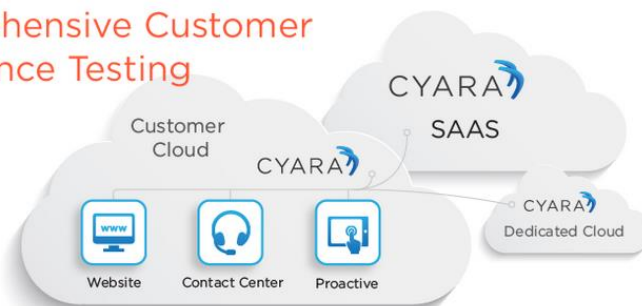 hensive Customer
nce Testing
CYARA
SAAS
Customer
Cloud
CYARA
CYARA
Dedicated Cloud
www
Website
Contact Center
Proactive